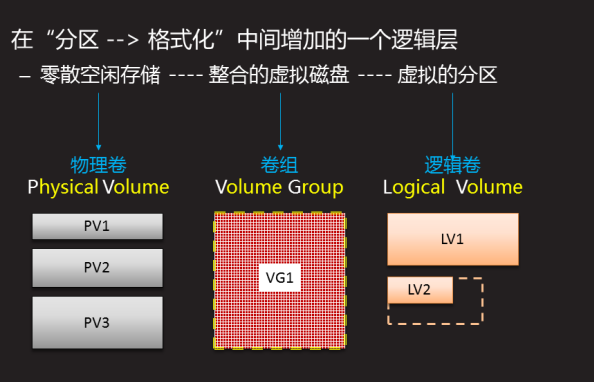 在“分区 --> 格式化”中间增加的一个逻辑层
– 零散空闲存储 ---- 整合的虚拟磁盘 ---- 虚拟的分区
物理卷 卷组 逻辑卷
Physical Volume Volume Group Logical Volume
PV1
PV2
PV3
VG1
LV1
LV2